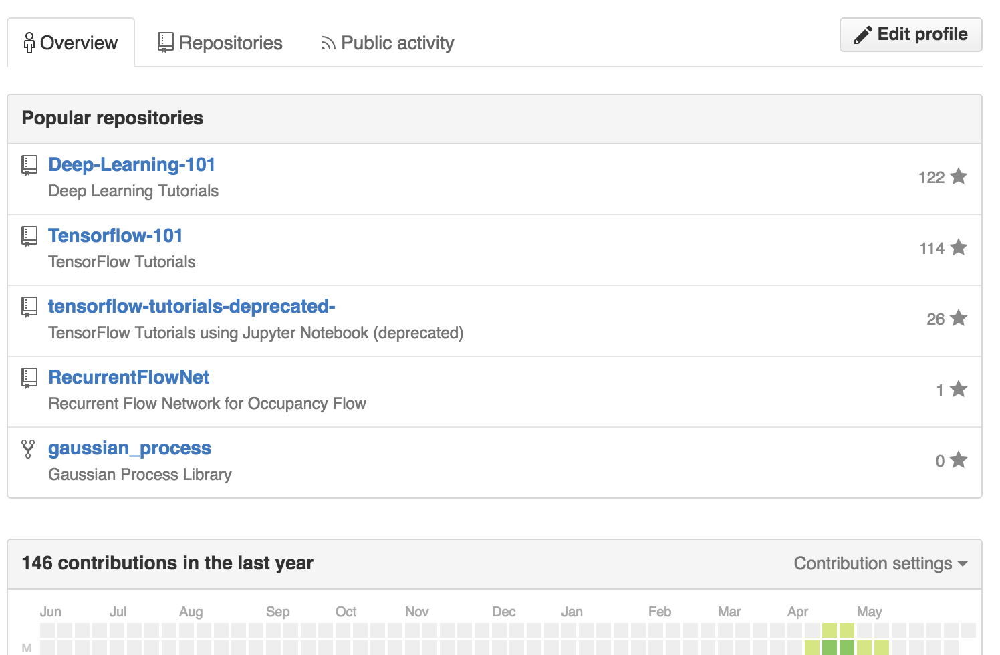 Overview Repositories Public activity Edit profile
Popular repositories
Deep-Learning-101
Deep Learning Tutorials
122
Tensorflow-101
TensorFlow Tutorials
114
tensorflow-tutorials-deprecated-
TensorFlow Tutorials using Jupyter Notebook (deprecated)
26
RecurrentFlowNet
Recurrent Flow Network for Occupancy Flow
1
gaussian_process
Gaussian Process Library
0
146 contributions in the last year Contribution settings
Jun Jul Aug Sep Oct Nov Dec Jan Feb Mar Apr May
M